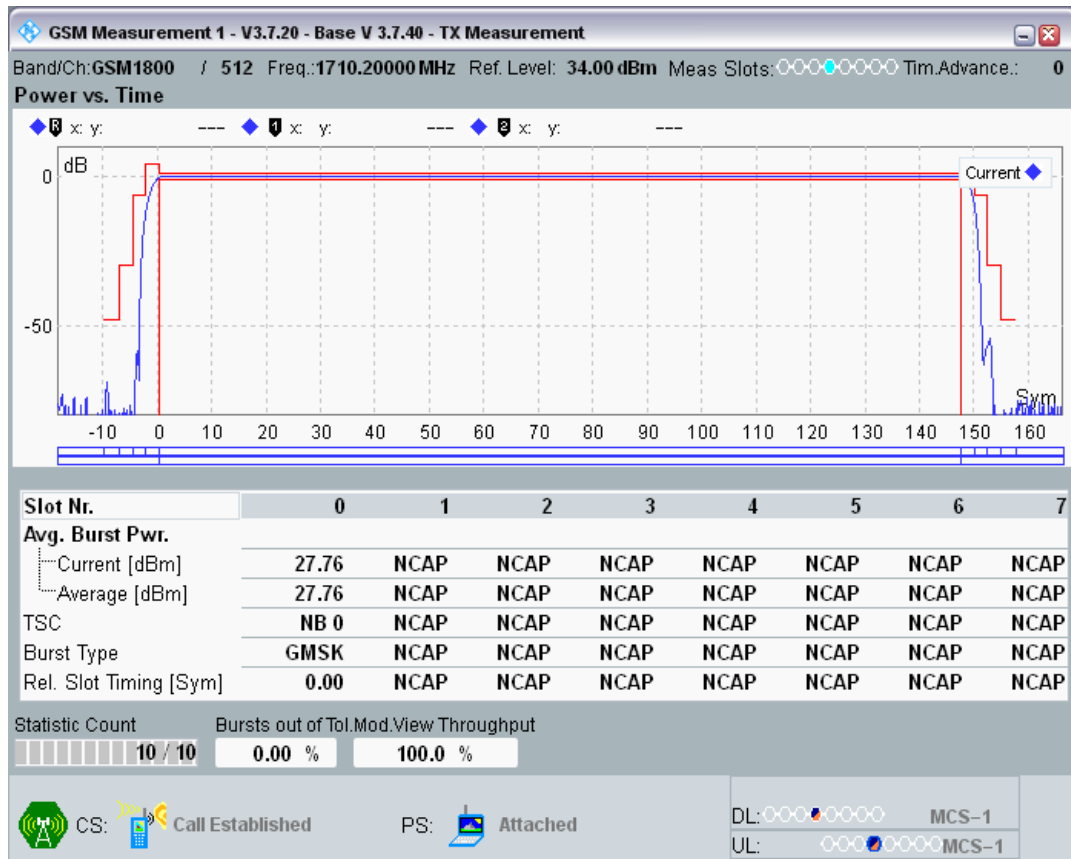 GSM Measurement 1 - V3.7.20 - Base V 3.7.40 - TX Measurement
Band/Ch:GSM1800 / 512 Freq.:1710.20000 MHz Ref. Level: 34.00 dBm Meas Slots: Tim.Advance.: 0
Power vs. Time
R x: y: --- 1 x: y: --- 2 x: y: ---
dB
Current
0
-50
Sym
-10 0 10 20 30 40 50 60 70 80 90 100 110 120 130 140 150 160
Slot Nr. 0 1 2 3 4 5 6 7
Avg. Burst Pwr.
Current [dBm] 27.76 NCAP NCAP NCAP NCAP NCAP NCAP NCAP
Average [dBm] 27.76 NCAP NCAP NCAP NCAP NCAP NCAP NCAP
TSC NB 0 NCAP NCAP NCAP NCAP NCAP NCAP NCAP
Burst Type GMSK NCAP NCAP NCAP NCAP NCAP NCAP NCAP
Rel. Slot Timing [Sym] 0.00 NCAP NCAP NCAP NCAP NCAP NCAP NCAP
Statistic Count Bursts out of Tol. Mod.View Throughput
10 / 10 0.00 % 100.0 %
CS: Call Established PS: Attached
DL: MCS-1
UL: MCS-1